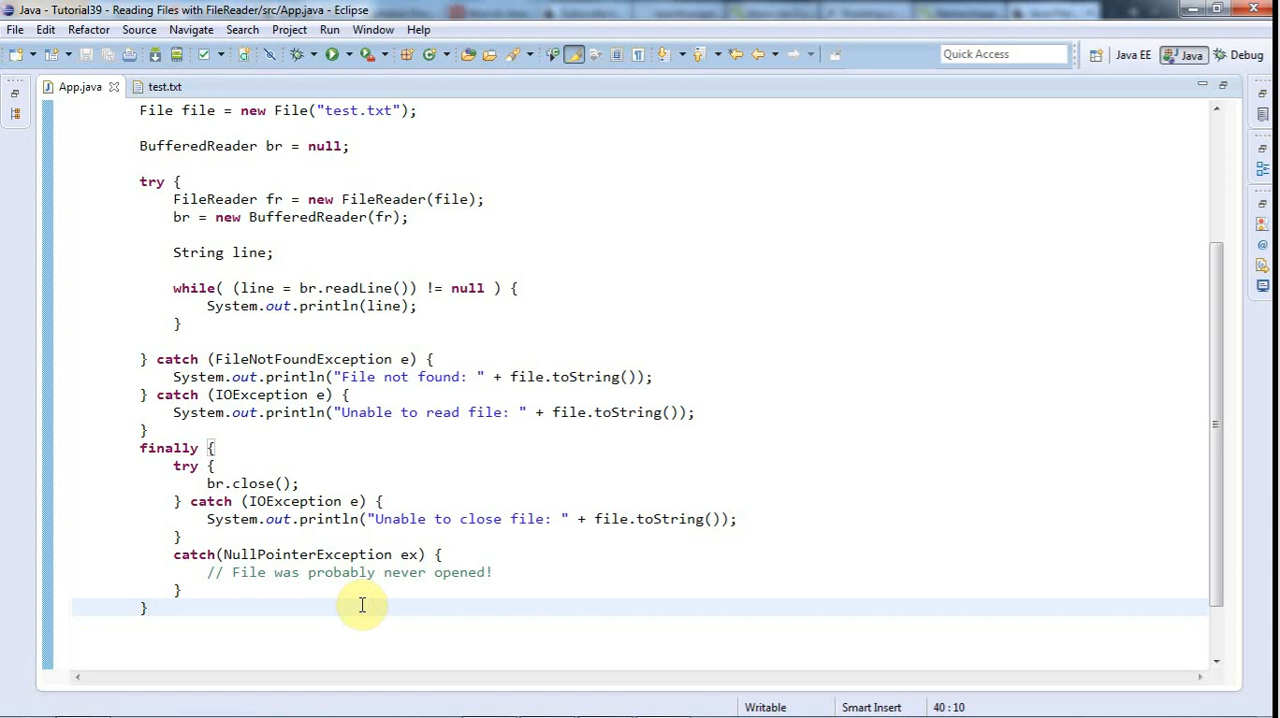 Java - Tutorial39 - Reading Files with FileReader/src/App.java - Eclipse
File Edit Refactor Source Navigate Search Project Run Window Help
Quick Access Java EE Java Debug
App.java test.txt
File file = new File("test.txt");
BufferedReader br = null;
try {
FileReader fr = new FileReader(file);
br = new BufferedReader(fr);
String line;
while( (line = br.readLine()) != null ) {
System.out.println(line);
}
} catch (FileNotFoundException e) {
System.out.println("File not found: " + file.toString());
} catch (IOException e) {
System.out.println("Unable to read file: " + file.toString());
}
finally {
try {
br.close();
} catch (IOException e) {
System.out.println("Unable to close file: " + file.toString());
}
catch(NullPointerException ex) {
// File was probably never opened!
}
}
Writable Smart Insert 40 : 10